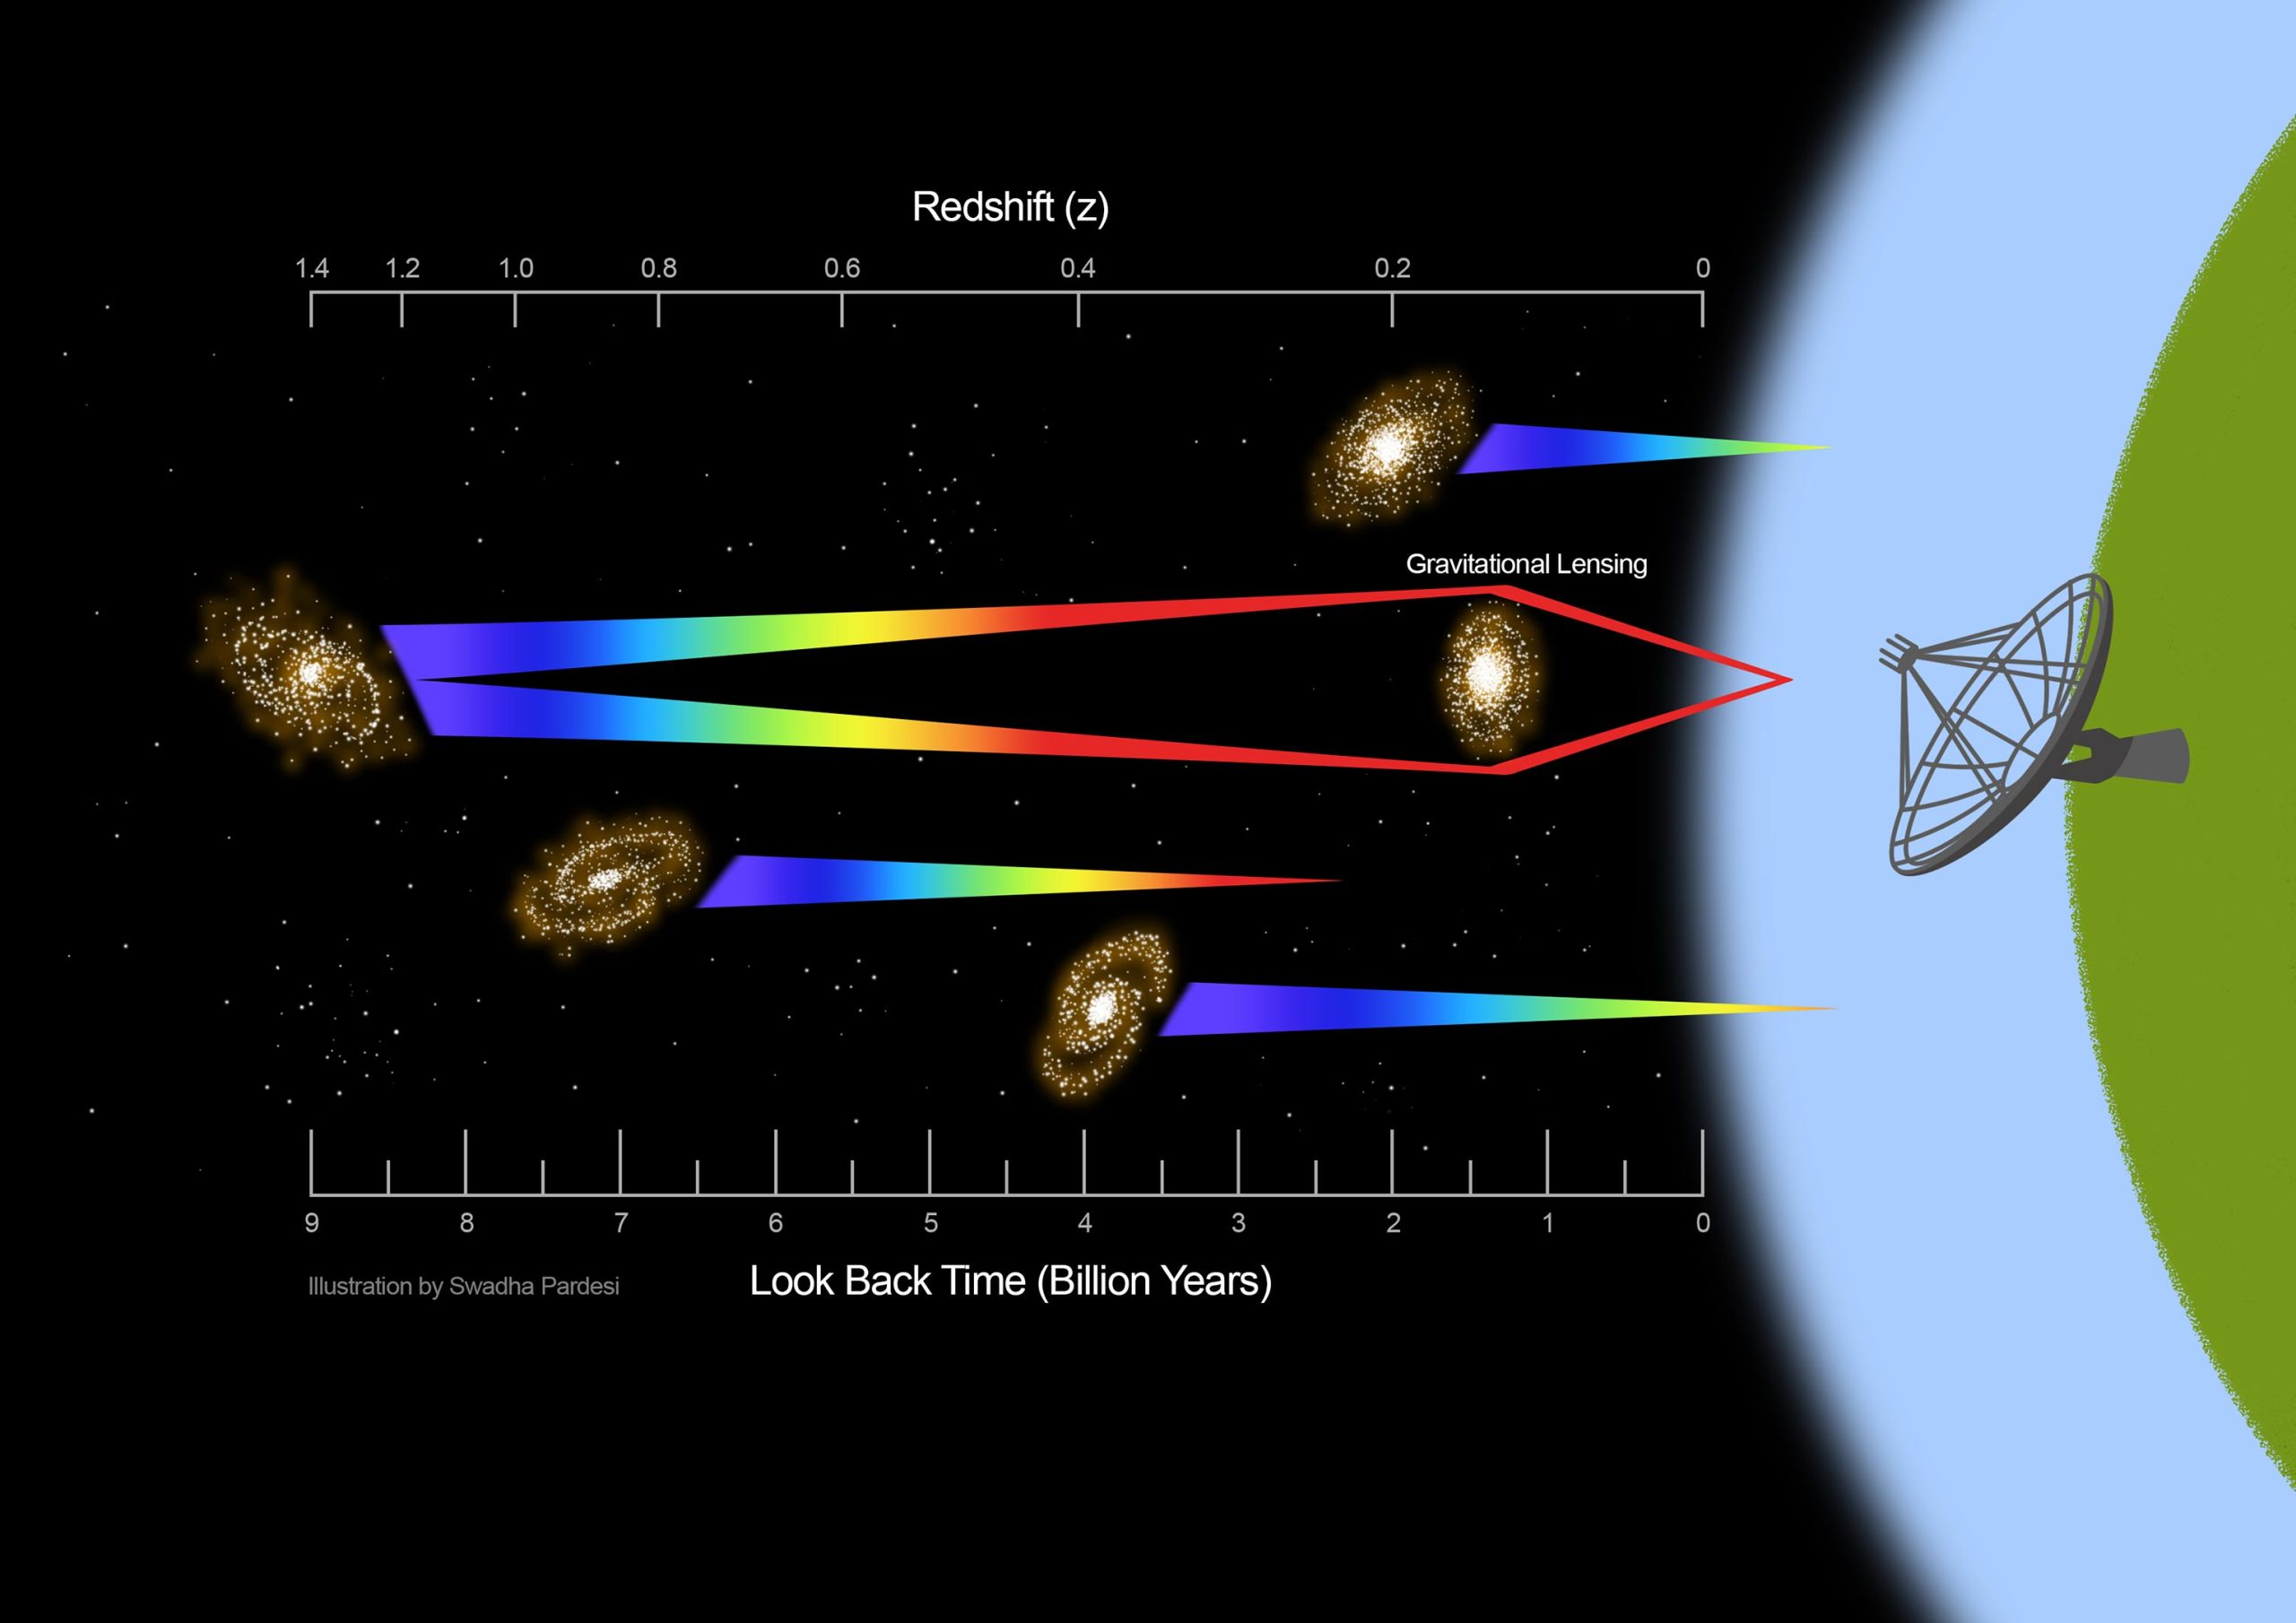 Redshift (z)
1.4 1.2 1.0 0.8 0.6 0.4 0.2 0
Gravitational Lensing
9 8 7 6 5 4 3 2 1 0
Illustration by Swadha Pardesi
Look Back Time (Billion Years)